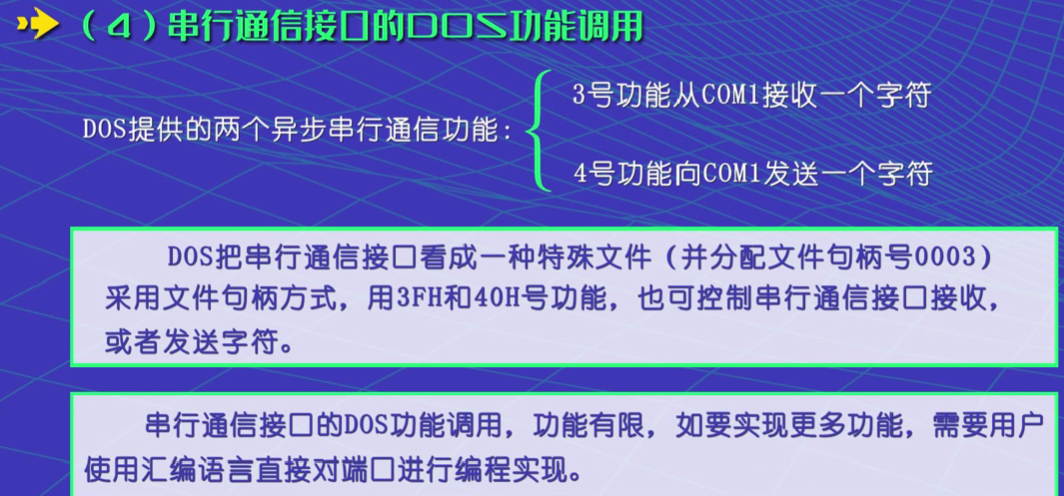 （4）串行通信接口的DOS功能调用
DOS提供的两个异步串行通信功能：
3号功能从COM1接收一个字符
4号功能向COM1发送一个字符
DOS把串行通信接口看成一种特殊文件（并分配文件句柄号0003）
采用文件句柄方式，用3FH和40H号功能，也可控制串行通信接口接收，
或者发送字符。
串行通信接口的DOS功能调用，功能有限，如要实现更多功能，需要用户
使用汇编语言直接对端口进行编程实现。